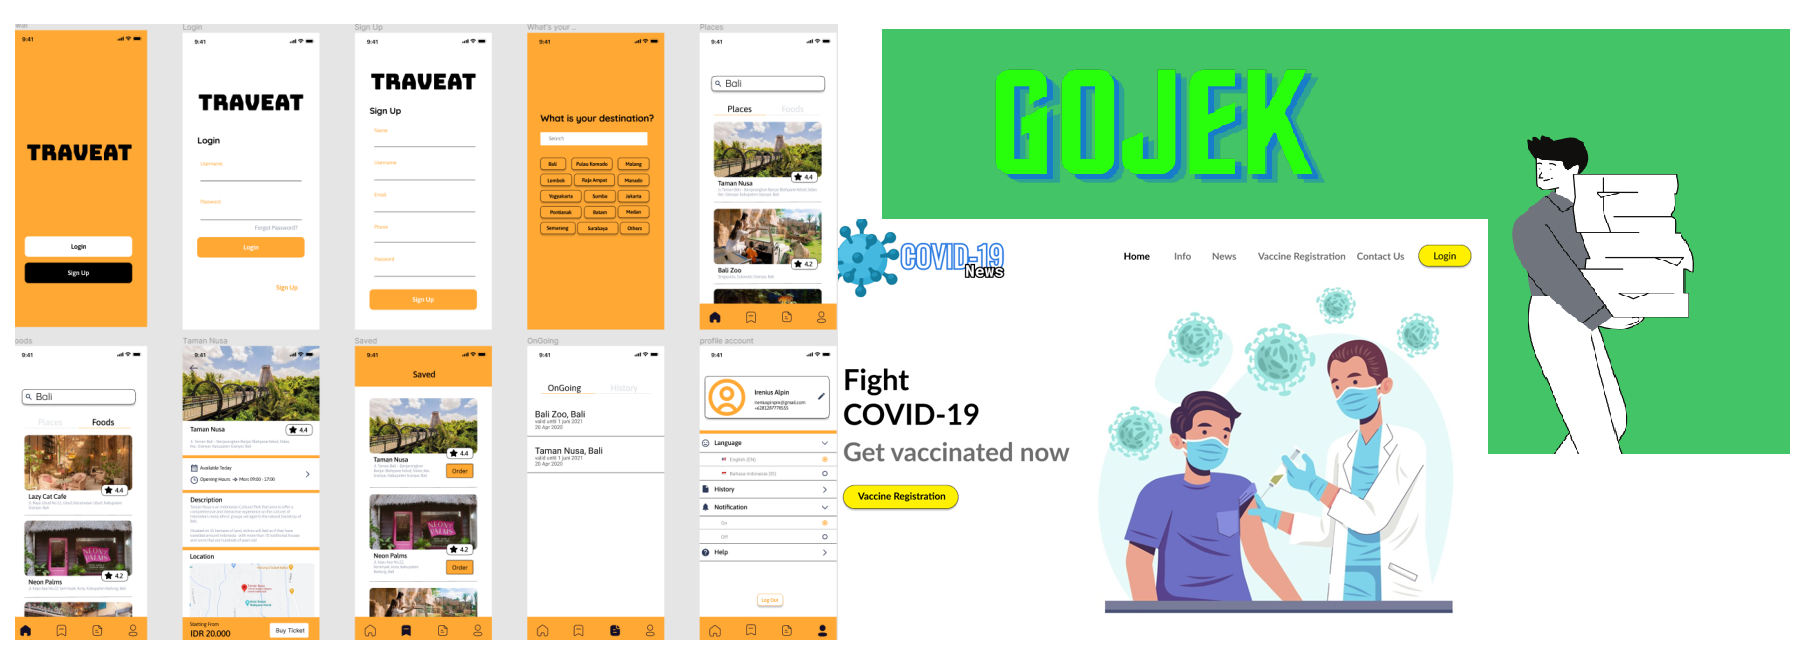 Login
Sign Up
What's your ...
Places
9:41
TRAVEAT
Login
Sign Up
9:41
TRAVEAT
Login
Username
Password
Forgot Password?
Login
Sign Up
9:41
TRAVEAT
Sign Up
Name
Username
Email
Phone
Password
Sign Up
9:41
What is your destination?
Search
Bali
Pulau Komodo
Malang
Lombok
Raja Ampat
Manado
Yogyakarta
Sumba
Jakarta
Pontianak
Batam
Medan
Semarang
Surabaya
Others
9:41
Bali
Places
Foods
4.4
Taman Nusa
4.2
Bali Zoo
oods
Taman Nusa
Saved
OnGoing
profile account
9:41
Bali
Places
Foods
4.4
Lazy Cat Cafe
NEON
PALMS
4.2
Neon Palms
9:41
Taman Nusa
4.4
Available Today
Opening Hours → Mon: 09:00 - 17:00
Description
Location
Starting From
IDR 20.000
Buy Ticket
9:41
Saved
4.4
Taman Nusa
Order
NEON
PALMS
4.2
Neon Palms
Order
9:41
OnGoing
History
Bali Zoo, Bali
valid until 1 juni 2021
20 Apr 2020
Taman Nusa, Bali
valid until 1 juni 2021
20 Apr 2020
9:41
Irenius Alpin
Language
English (EN)
Bahasa Indonesia (ID)
History
Notification
On
Off
Help
Log Out
GOJEK
COVID-19
News
Home
Info
News
Vaccine Registration
Contact Us
Login
Fight
COVID-19
Get vaccinated now
Vaccine Registration